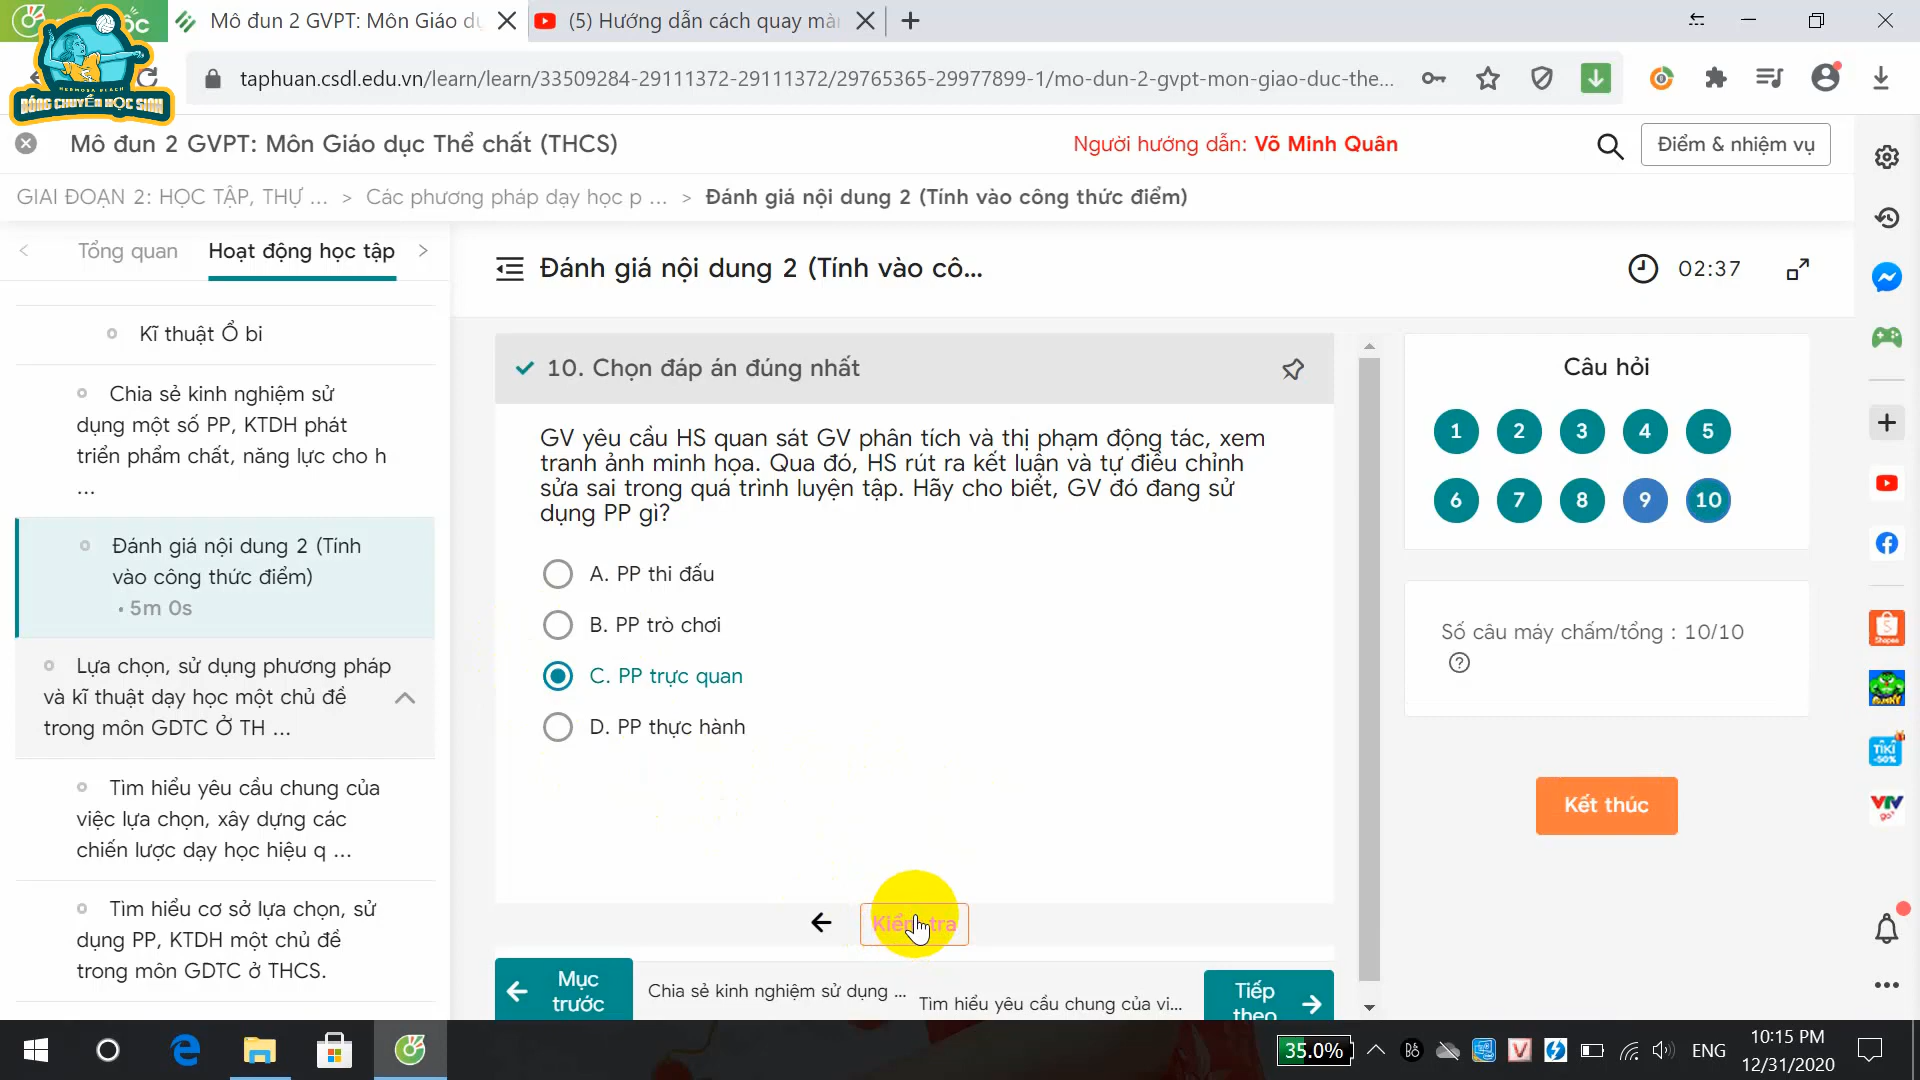 Mô đun 2 GVPT: Môn Giáo dụ
(5) Hướng dẫn cách quay màn
HERMOSA BEACH
BÓNG CHUYỀN HỌC SINH
taphuan.csdl.edu.vn/learn/learn/33509284-29111372-29111372/29765365-29977899-1/mo-dun-2-gvpt-mon-giao-duc-the...
Mô đun 2 GVPT: Môn Giáo dục Thể chất (THCS)
Người hướng dẫn: Võ Minh Quân
Điểm & nhiệm vụ
GIAI ĐOẠN 2: HỌC TẬP, THỰ ... > Các phương pháp dạy học p ... > Đánh giá nội dung 2 (Tính vào công thức điểm)
Tổng quan
Hoạt động học tập
Kĩ thuật Ổ bi
Chia sẻ kinh nghiệm sử
dụng một số PP, KTDH phát
triển phẩm chất, năng lực cho h
...
Đánh giá nội dung 2 (Tính
vào công thức điểm)
• 5m 0s
Lựa chọn, sử dụng phương pháp
và kĩ thuật dạy học một chủ đề
trong môn GDTC Ở TH ...
Tìm hiểu yêu cầu chung của
việc lựa chọn, xây dựng các
chiến lược dạy học hiệu q ...
Tìm hiểu cơ sở lựa chọn, sử
dụng PP, KTDH một chủ đề
trong môn GDTC ở THCS.
Đánh giá nội dung 2 (Tính vào cô...
02:37
10. Chọn đáp án đúng nhất
GV yêu cầu HS quan sát GV phân tích và thị phạm động tác, xem
tranh ảnh minh họa. Qua đó, HS rút ra kết luận và tự điều chỉnh
sửa sai trong quá trình luyện tập. Hãy cho biết, GV đó đang sử
dụng PP gì?
A. PP thi đấu
B. PP trò chơi
C. PP trực quan
D. PP thực hành
Kiểm tra
Mục
trước
Chia sẻ kinh nghiệm sử dụng ...
Tìm hiểu yêu cầu chung của vi...
Tiếp
theo
Câu hỏi
1 2 3 4 5
6 7 8 9 10
Số câu máy chấm/tổng : 10/10
Kết thúc
Shopee
TIKI
-50%
VTV
go
35.0%
ENG
10:15 PM
12/31/2020